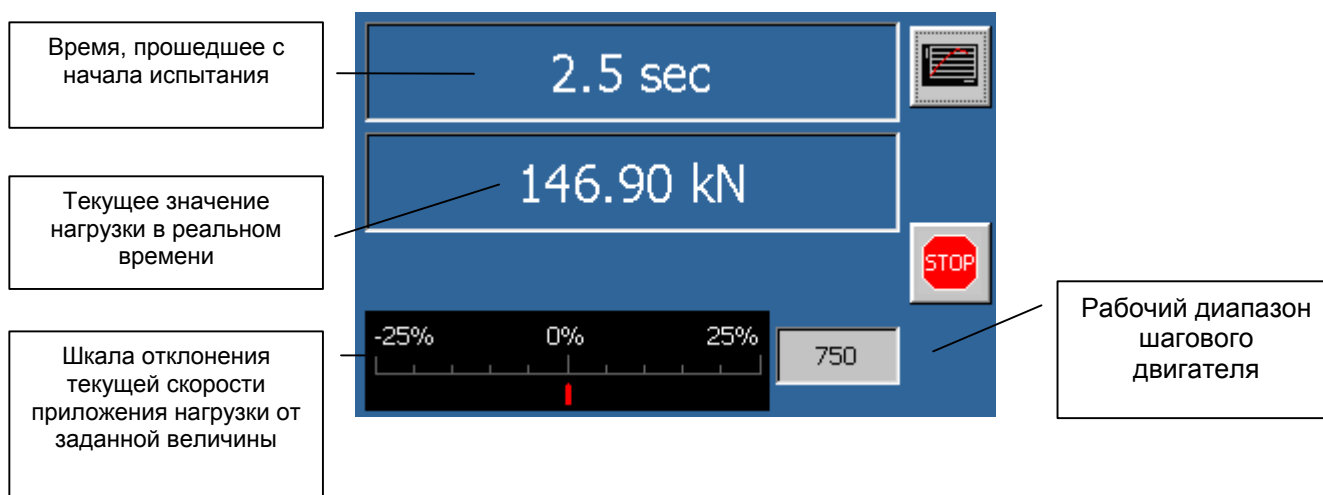 Время, прошедшее с
начала испытания
2.5 sec
Текущее значение
нагрузки в реальном
времени
146.90 kN
STOP
Шкала отклонения
текущей скорости
приложения нагрузки от
заданной величины
-25% 0% 25%
750
Рабочий диапазон
шагового
двигателя